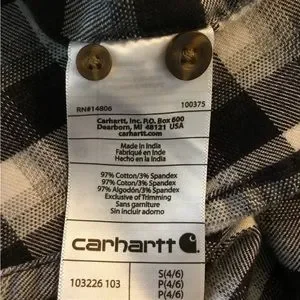 RN#14806 100375
Carhartt, Inc. P.O. Box 600
Dearborn, MI 48121 USA
carhartt.com
Made in India
Fabriqué en Inde
Hecho en la India
97% Cotton/3% Spandex
97% Coton/3% Spandex
97% Algodón/3% Spandex
Exclusive of Trimming
Sans garniture
Sin incluir adorno
carhartt
103226 103
S(4/6)
P(4/6)
P(4/6)